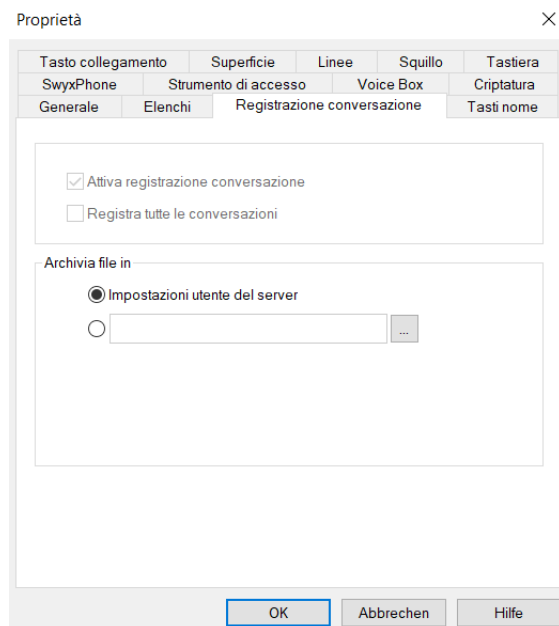 Proprietà
Tasto collegamento Superficie Linee Squillo Tastiera
SwyxPhone Strumento di accesso Voice Box Criptatura
Generale Elenchi Registrazione conversazione Tasti nome
Attiva registrazione conversazione
Registra tutte le conversazioni
Archivia file in
Impostazioni utente del server
...
OK Abbrechen Hilfe